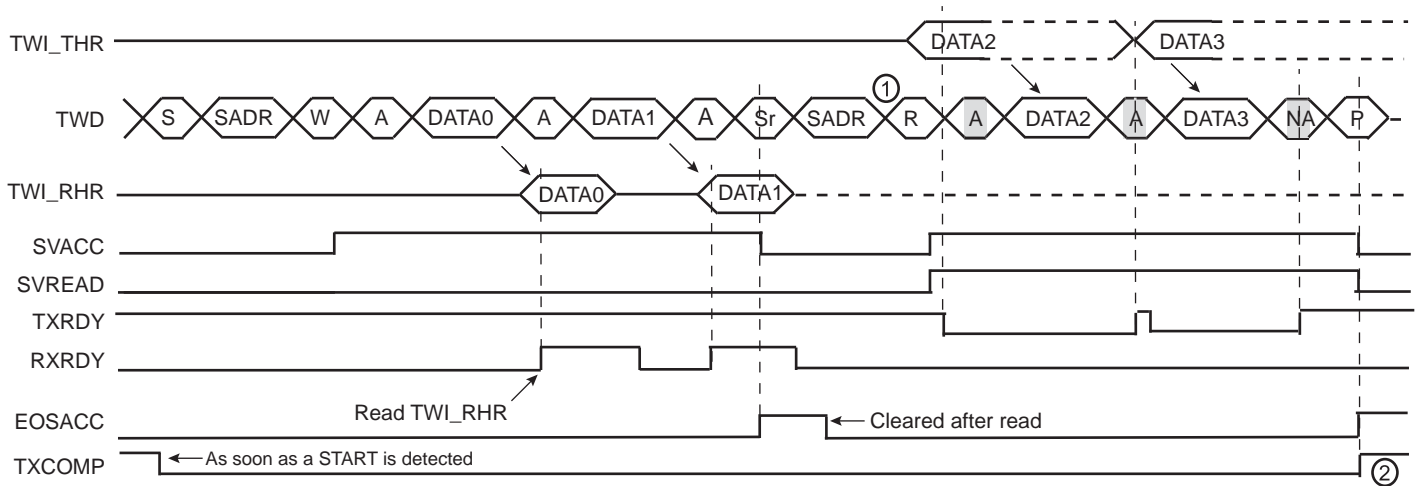 TWI_THR DATA2 DATA3
①
TWD S SADR W A DATA0 A DATA1 A Sr SADR R A DATA2 A DATA3 NA P
TWI_RHR DATA0 DATA1
SVACC
SVREAD
TXRDY
RXRDY
Read TWI_RHR
EOSACC Cleared after read
As soon as a START is detected
TXCOMP ②